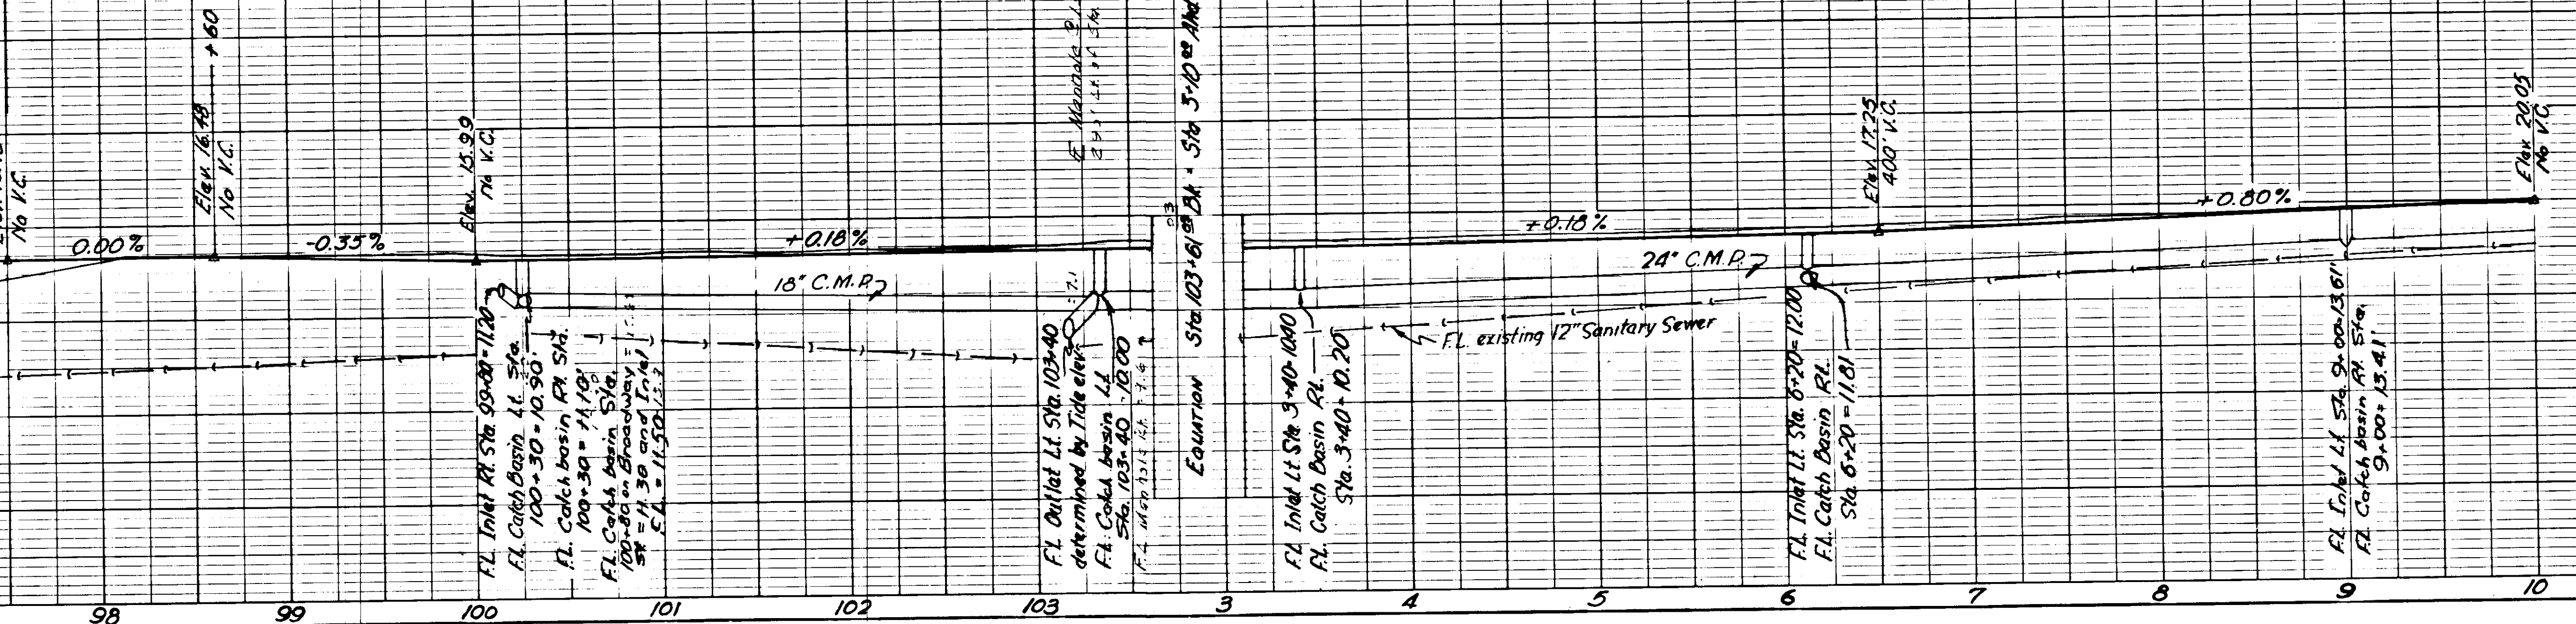 No V.C.
0.00%
Elev. 16.48
+60
No V.C.
-0.35%
Elev. 15.99
No V.C.
+0.18%
18" C.M.P.
℄ Manhole
EQUATION Sta. 103+61.00 Bk. = Sta 3+10.00 Ahd
+0.18%
24" C.M.P.
F.L. existing 12" Sanitary Sewer
Elev. 17.25
400' V.C.
+0.80%
Elev. 20.05
No V.C.
F.L. Inlet Rt. Sta. 99+80=11.20
F.L. Catch Basin Lt. Sta.
100+30=10.90'
F.L. Catch basin Rt. Sta.
100+30= 11.10'
F.L. Catch basin Sta.
100+80 on Broadway
St = 11.30 and Inlet
F.L. = 11.50
F.L. Outlet Lt. Sta. 103+40
determined by Tide elev.
F.L. Catch basin Lt
Sta. 103+40 -10.00
F.L. Manhole
F.L. Inlet Lt. Sta. 3+40=10.40
F.L. Catch Basin Rt.
Sta. 3+40=10.20'
F.L. Inlet Lt. Sta. 6+20=12.00
F.L. Catch Basin Rt.
Sta. 6+20=11.81
F.L. Inlet Lt. Sta. 9+00=13.61'
F.L. Catch basin Rt. Sta.
9+00=13.41'
98 99 100 101 102 103 3 4 5 6 7 8 9 10